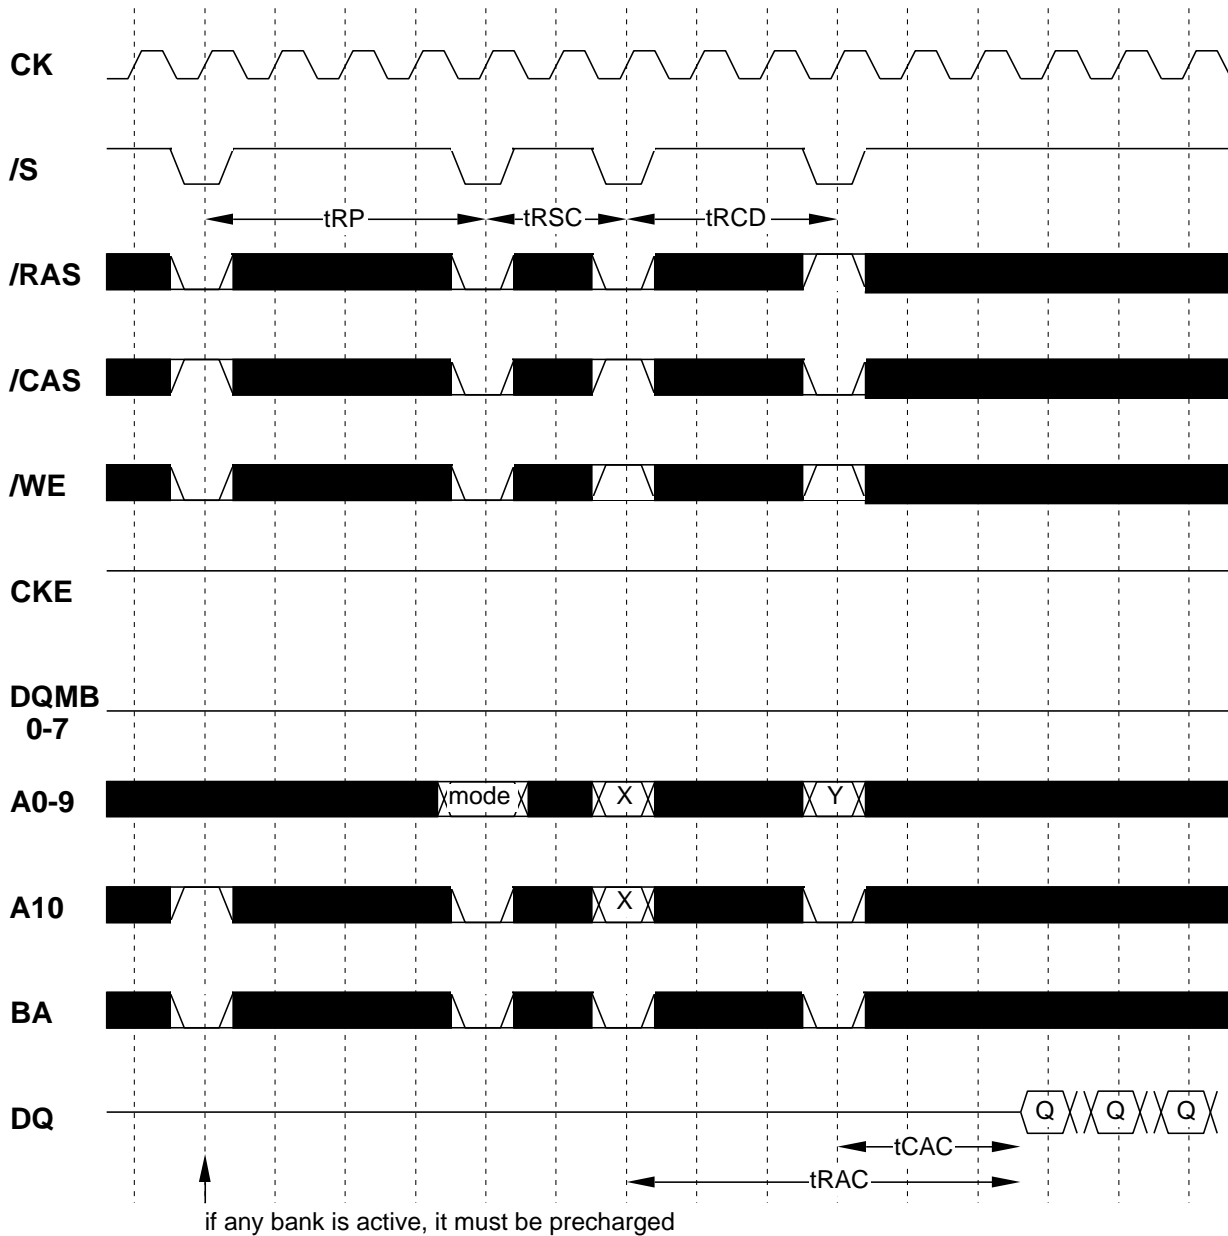 CK
/S
tRP tRSC tRCD
/RAS
/CAS
/WE
CKE
DQMB
0-7
A0-9 mode X Y
A10 X
BA
DQ Q Q Q
tCAC
tRAC
if any bank is active, it must be precharged